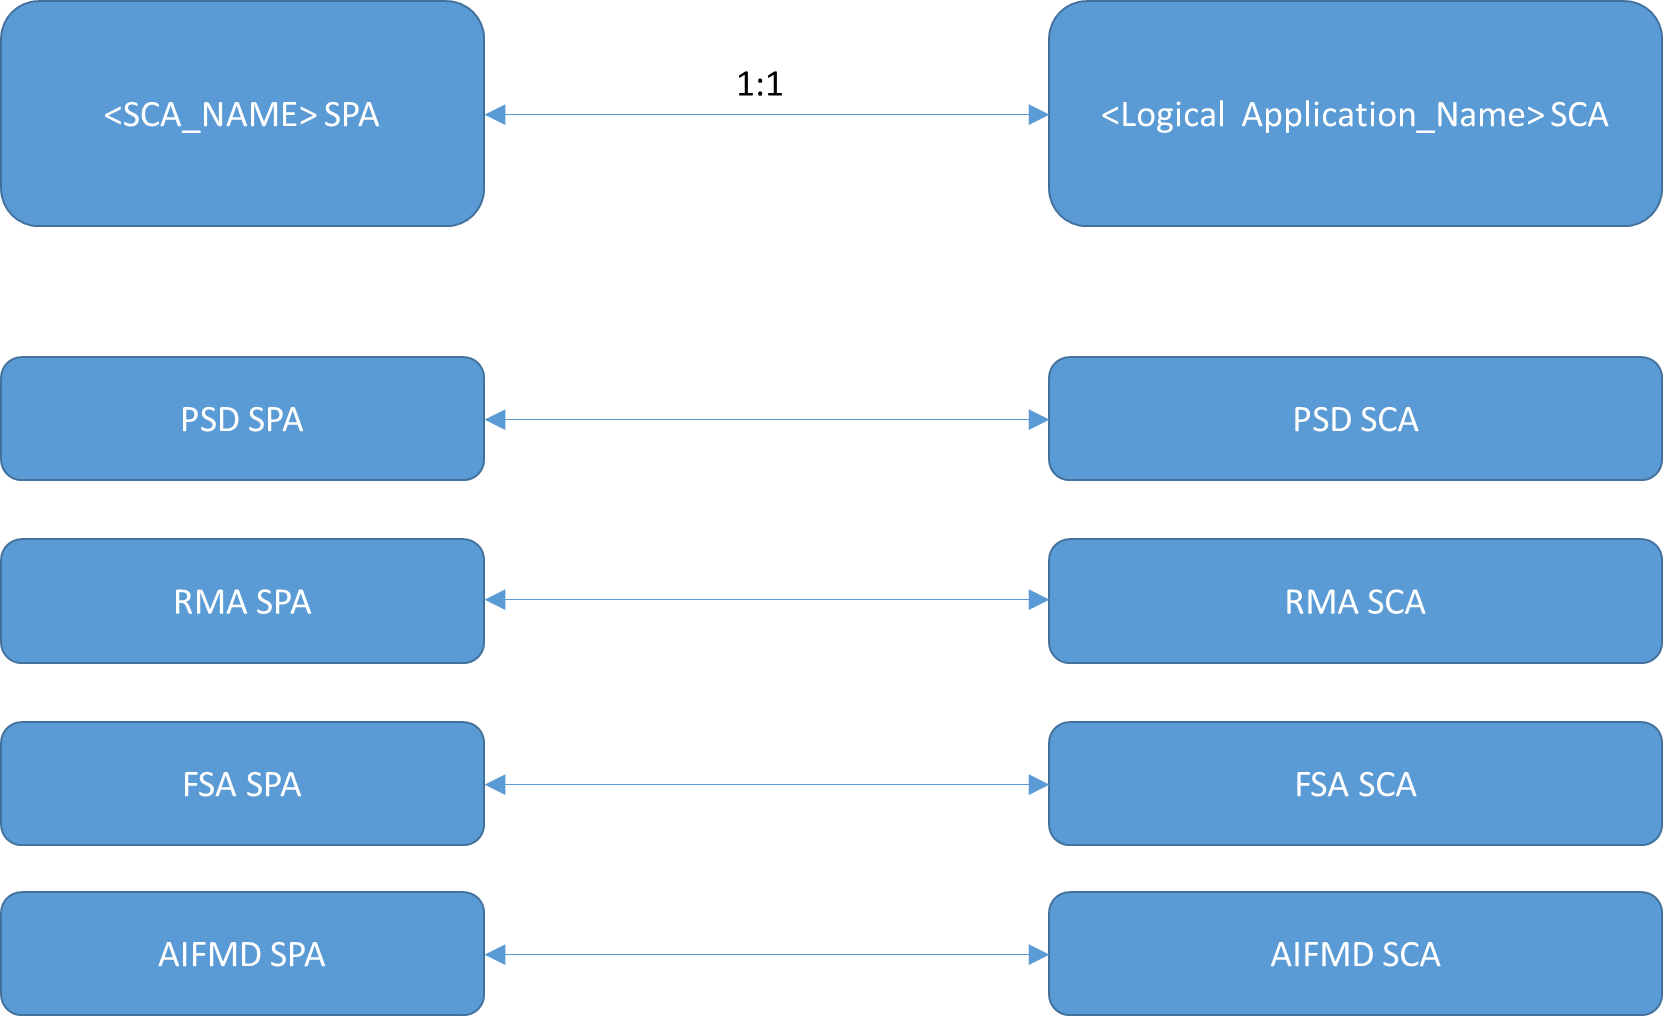 <SCA_NAME> SPA
1:1
<Logical Application_Name> SCA
PSD SPA
PSD SCA
RMA SPA
RMA SCA
FSA SPA
FSA SCA
AIFMD SPA
AIFMD SCA